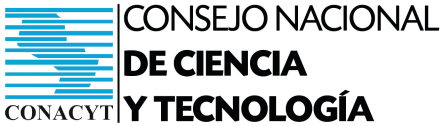 CONACYT
CONSEJO NACIONAL
DE CIENCIA
Y TECNOLOGÍA